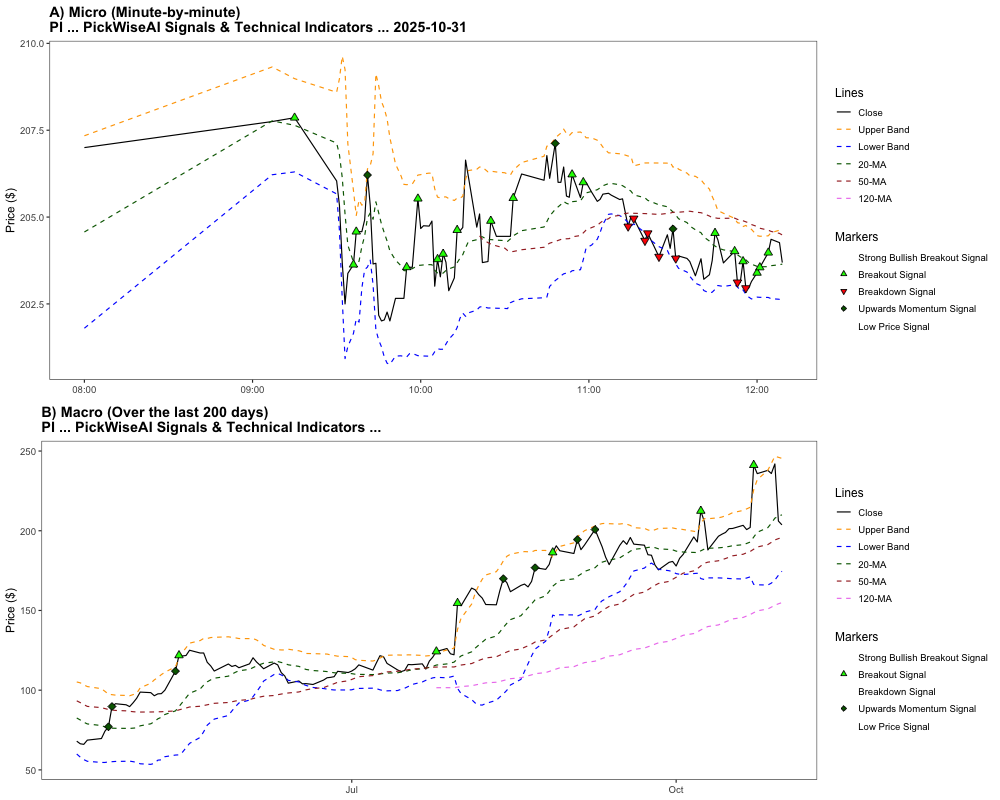 A) Micro (Minute-by-minute)
PI ... PickWiseAI Signals & Technical Indicators ... 2025-10-31
210.0
207.5
205.0
202.5
Price ($)
08:00
09:00
10:00
11:00
12:00
Lines
Close
Upper Band
Lower Band
20-MA
50-MA
120-MA
Markers
Strong Bullish Breakout Signal
Breakout Signal
Breakdown Signal
Upwards Momentum Signal
Low Price Signal
B) Macro (Over the last 200 days)
PI ... PickWiseAI Signals & Technical Indicators ...
250
200
150
100
50
Price ($)
Jul
Oct
Lines
Close
Upper Band
Lower Band
20-MA
50-MA
120-MA
Markers
Strong Bullish Breakout Signal
Breakout Signal
Breakdown Signal
Upwards Momentum Signal
Low Price Signal